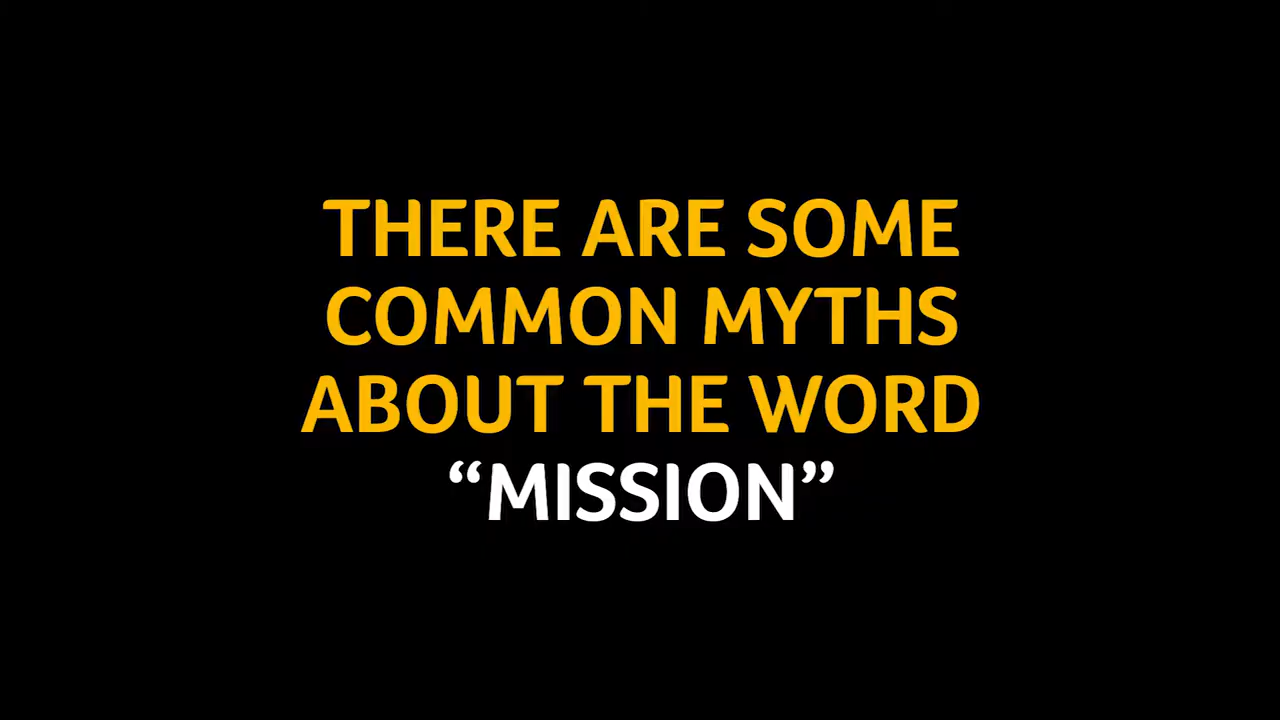 THERE ARE SOME
COMMON MYTHS
ABOUT THE WORD
“MISSION”